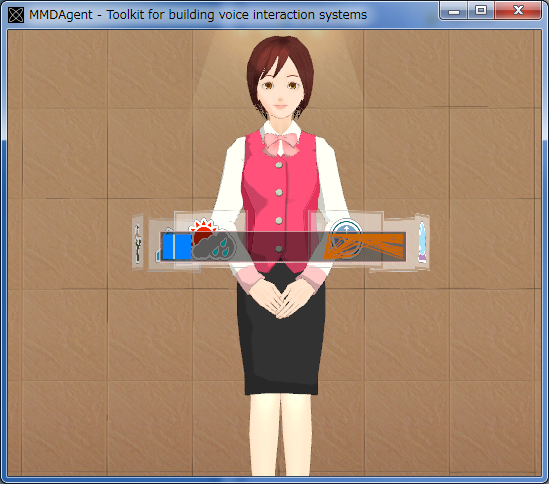 MMDAgent - Toolkit for building voice interaction systems